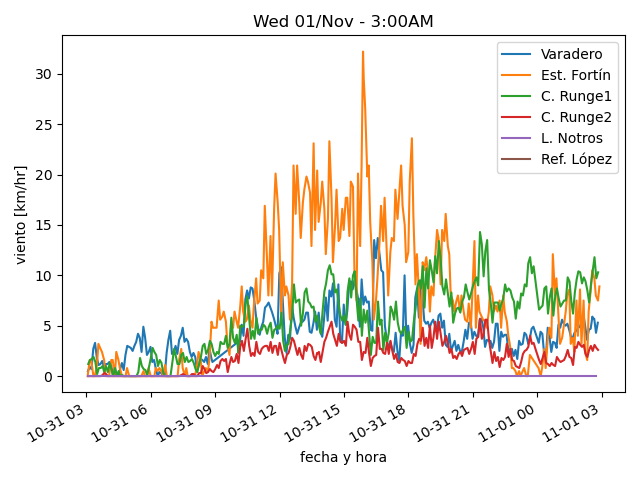 Wed 01/Nov - 3:00AM
viento [km/hr]
30
25
20
15
10
5
0
Varadero
Est. Fortín
C. Runge1
C. Runge2
L. Notros
Ref. López
10-31 03
10-31 06
10-31 09
10-31 12
10-31 15
10-31 18
10-31 21
11-01 00
11-01 03
fecha y hora